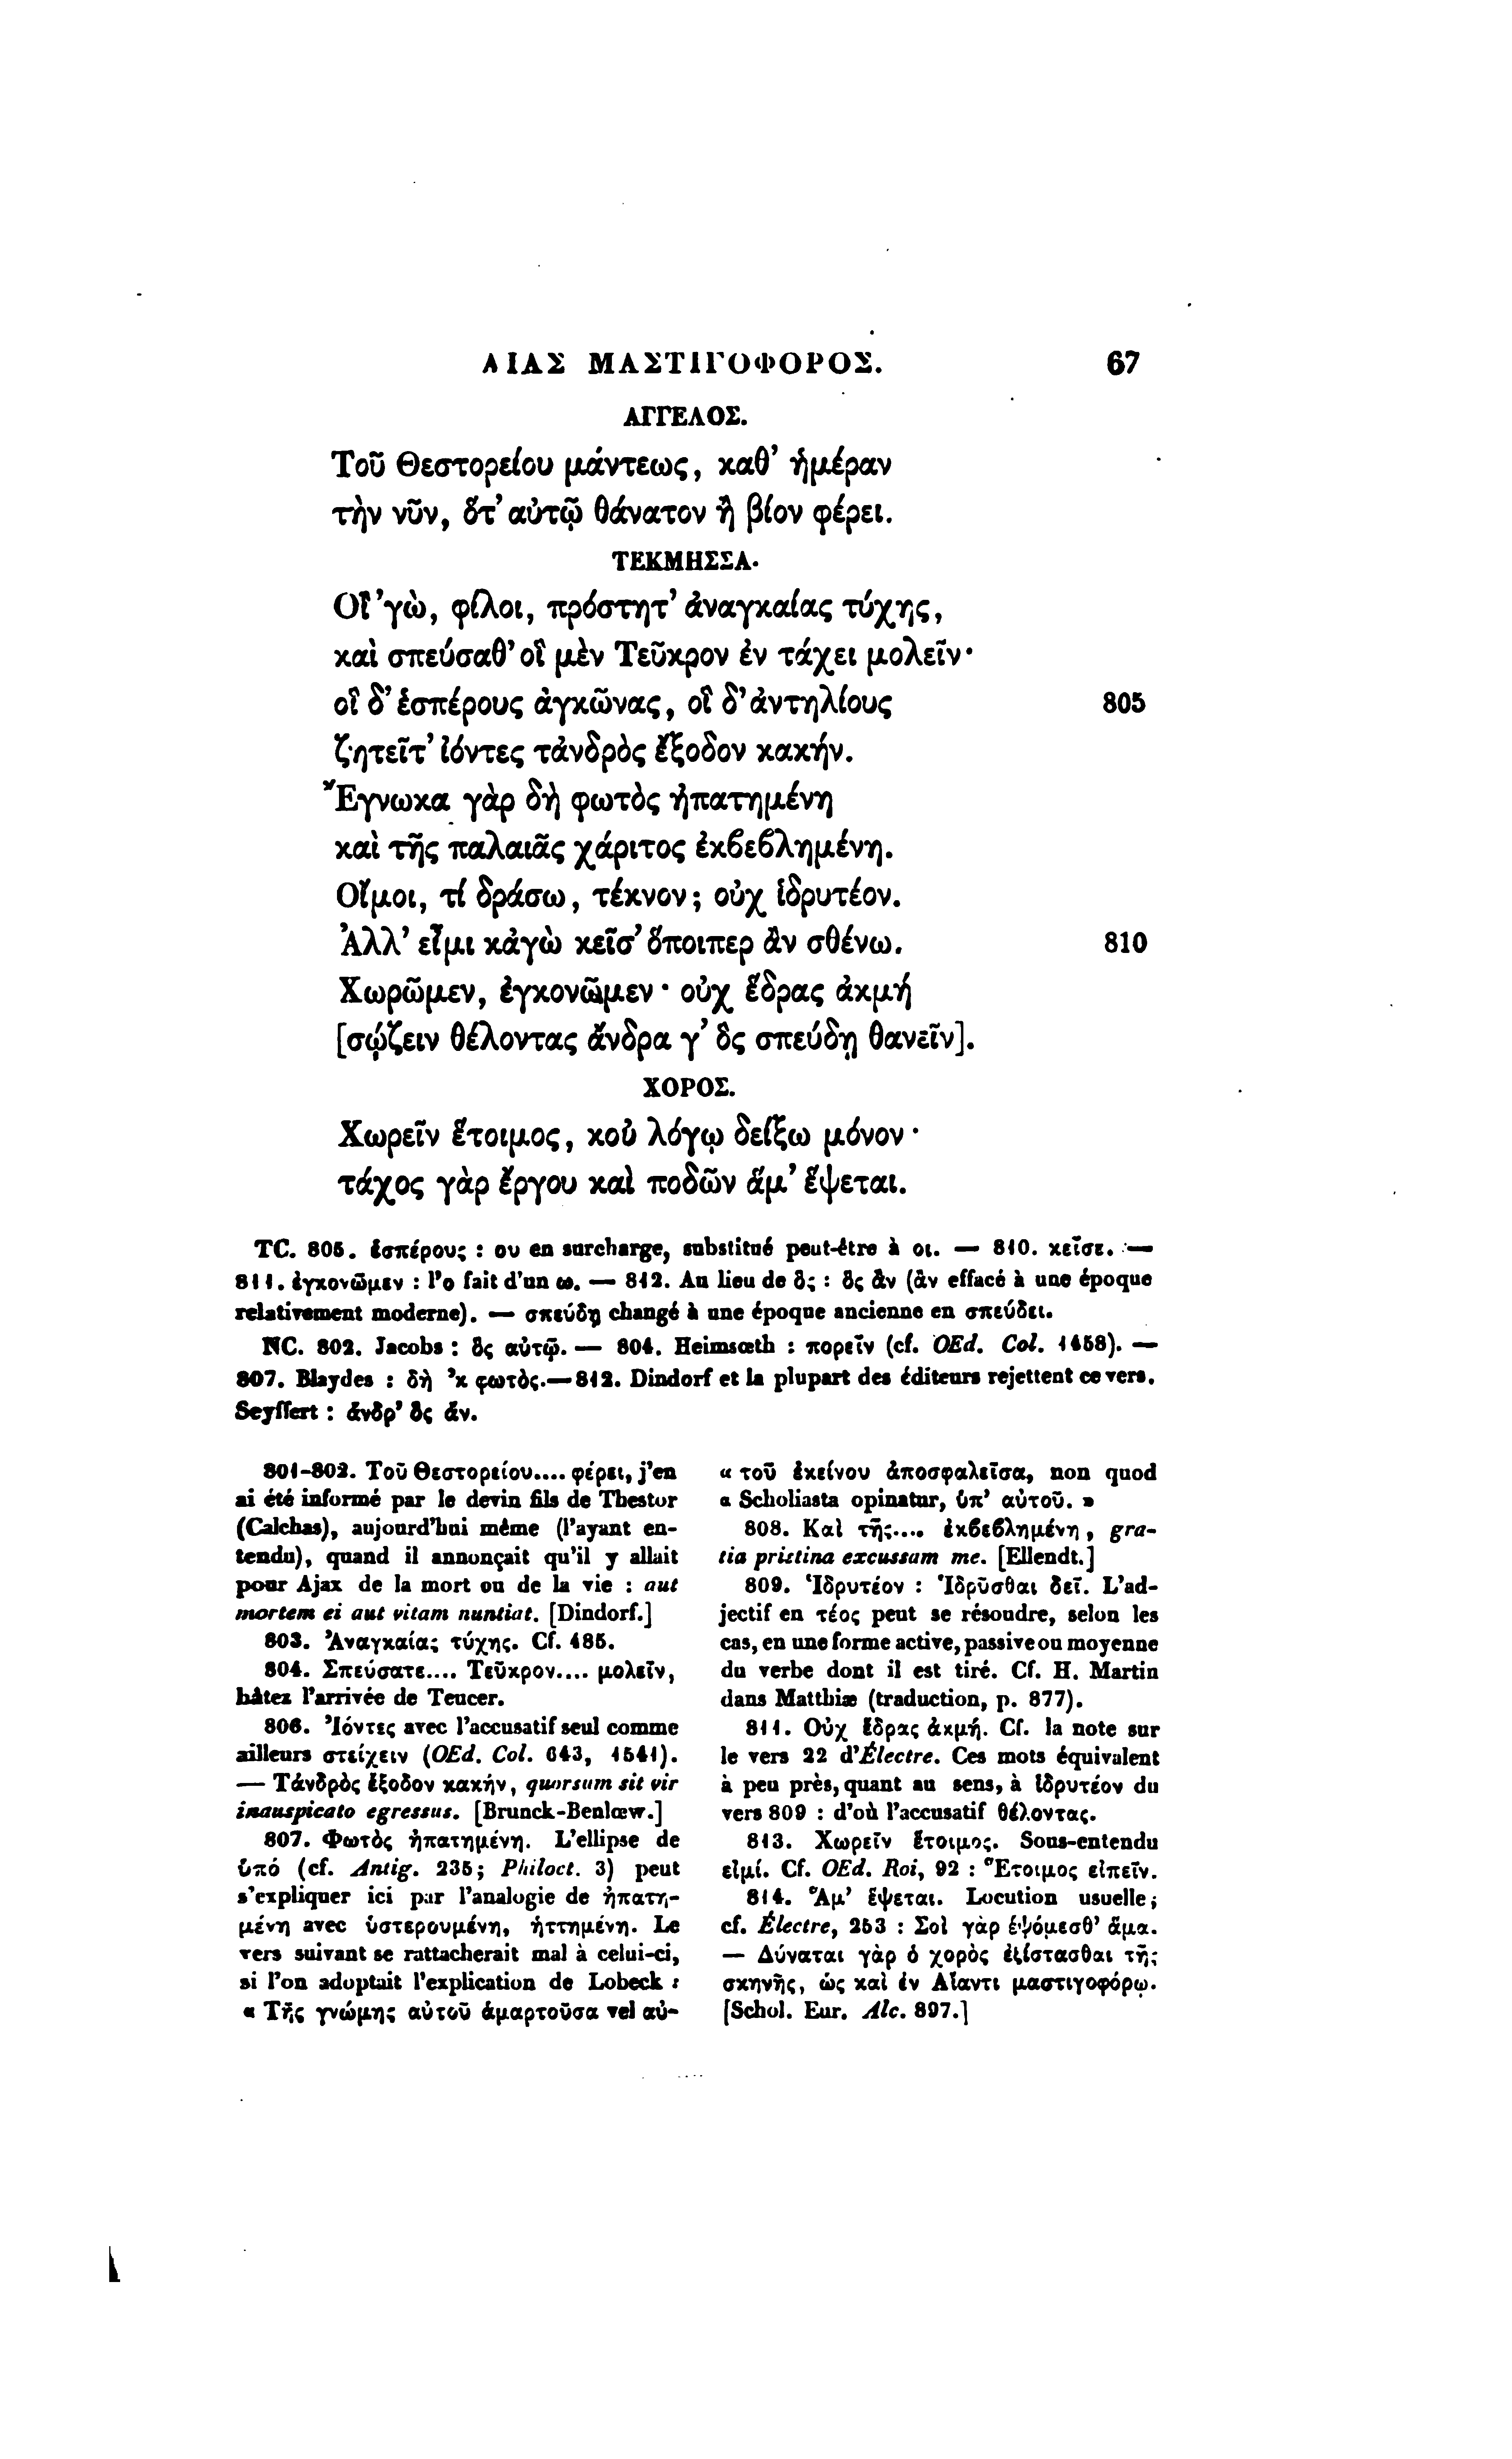 ΑΙΑΣ ΜΑΣΤΙΓΟΦΟΡΟΣ. 67
ΑΓΓΕΛΟΣ.
Τοῦ Θεστορείου μάντεως, καθ' ἡμέραν
τὴν νῦν, ὅτ' αὐτῷ θάνατον ἢ βίον φέρει.
ΤΕΚΜΗΣΣΑ.
Οἲ 'γὼ, φίλοι, πρόστητ' ἀναγκαίας τύχης,
καὶ σπεύσαθ' οἳ μὲν Τεῦκρον ἐν τάχει μολεῖν·
οἳ δ' ἑσπέρους ἀγκῶνας, οἳ δ' ἀντηλίους 805
ζητεῖτ' ἰόντες τἀνδρὸς ἔξοδον κακήν.
Ἔγνωκα γὰρ δὴ φωτὸς ἠπατημένη
καὶ τῆς παλαιᾶς χάριτος ἐκβεβλημένη.
Οἴμοι, τί δράσω, τέκνον; οὐχ ἱδρυτέον.
Ἀλλ' εἶμι κἀγὼ κεῖσ' ὅποιπερ ἂν σθένω. 810
Χωρῶμεν, ἐγκονῶμεν· οὐχ ἕδρας ἀκμή
[σῴζειν θέλοντας ἄνδρα γ' ὃς σπεύδῃ θανεῖν].
ΧΟΡΟΣ.
Χωρεῖν ἕτοιμος, κοὐ λόγῳ δείξω μόνον·
τάχος γὰρ ἔργου καὶ ποδῶν ἅμ' ἕψεται.
TC. 805. ἑσπέρους : ου en surcharge, substitué peut-être à οι. — 810. κεῖσε. —
811. ἐγκονῶμεν : l'ο fait d'un ω. — 812. Au lieu de ὃς : ὃς ἂν (ἂν effacé à une époque
relativement moderne). — σπεύδῃ changé à une époque ancienne en σπεύδει.
NC. 802. Jacobs : ὃς αὐτῷ. — 804. Heimsœth : πορεῖν (cf. OEd. Col. 1458). —
807. Blaydes : δὴ 'κ φωτὸς. — 812. Dindorf et la plupart des éditeurs rejettent ce vers.
Seyffert : ἄνδρ' ὃς ἄν.
801-802. Τοῦ Θεστορείου.... φέρει, j'en
ai été informé par le devin fils de Thestor
(Calchas), aujourd'hui même (l'ayant en-
tendu), quand il annonçait qu'il y allait
pour Ajax de la mort ou de la vie : aut
mortem ei aut vitam nuntiat. [Dindorf.]
803. Ἀναγκαίας τύχης. Cf. 485.
804. Σπεύσατε.... Τεῦκρον.... μολεῖν,
hâtez l'arrivée de Teucer.
806. Ἰόντες avec l'accusatif seul comme
ailleurs στείχειν (OEd. Col. 643, 1541).
— Τἀνδρὸς ἔξοδον κακήν, quorsum sit vir
inauspicato egressus. [Brunck-Benlœw.]
807. Φωτὸς ἠπατημένη. L'ellipse de
ὑπό (cf. Antig. 235; Philoct. 3) peut
s'expliquer ici par l'analogie de ἠπατη-
μένη avec ὑστερουμένη, ἡττημένη. Le
vers suivant se rattacherait mal à celui-ci,
si l'on adoptait l'explication de Lobeck :
« Τῆς γνώμης αὐτοῦ ἁμαρτοῦσα vel αὐ-
« τοῦ ἐκείνου ἀποσφαλεῖσα, non quod
« Scholiasta opinatur, ὑπ' αὐτοῦ. »
808. Καὶ τῆς.... ἐκβεβλημένη, gra-
tia pristina excussam me. [Ellendt.]
809. Ἱδρυτέον : Ἱδρῦσθαι δεῖ. L'ad-
jectif en τέος peut se résoudre, selon les
cas, en une forme active, passive ou moyenne
du verbe dont il est tiré. Cf. H. Martin
dans Matthiæ (traduction, p. 877).
811. Οὐχ ἕδρας ἀκμή. Cf. la note sur
le vers 22 d'Électre. Ces mots équivalent
à peu près, quant au sens, à ἱδρυτέον du
vers 809 : d'où l'accusatif θέλοντας.
813. Χωρεῖν ἕτοιμος. Sous-entendu
εἰμί. Cf. OEd. Roi, 92 : Ἕτοιμος εἰπεῖν.
814. Ἅμ' ἕψεται. Locution usuelle;
cf. Électre, 253 : Σοὶ γὰρ ἑψόμεσθ' ἅμα.
— Δύναται γὰρ ὁ χορὸς ἐξίστασθαι τῆς
σκηνῆς, ὡς καὶ ἐν Αἴαντι μαστιγοφόρῳ.
[Schol. Eur. Alc. 897.]